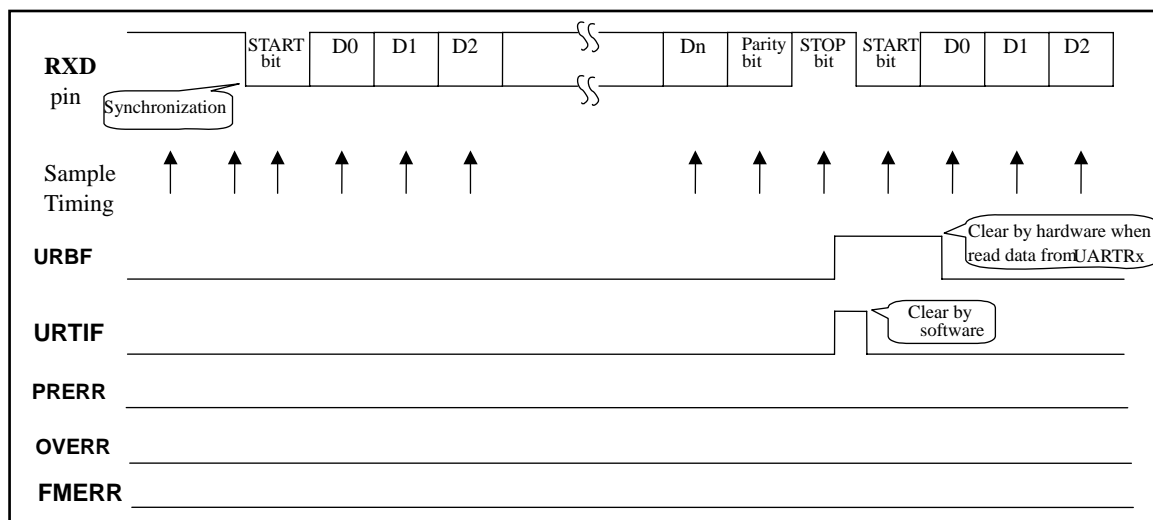 START bit D0 D1 D2 Dn Parity bit STOP bit START bit D0 D1 D2
RXD
pin
Synchronization
Sample
Timing
URBF
Clear by hardware when
read data from UARTRx
URTIF
Clear by
software
PRERR
OVERR
FMERR